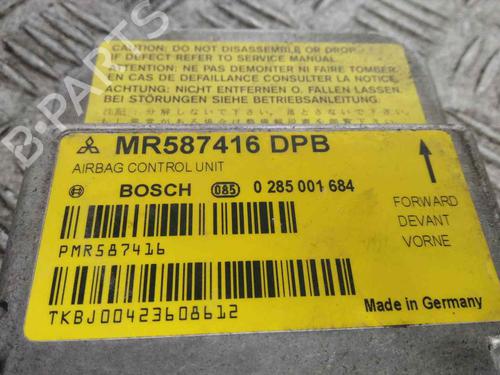 CAUTION: DO NOT DISASSEMBLE OR DROP.
IF DEFECT REFER TO SERVICE MANUAL.
ATTENTION: NE PAS DEMONTER NI FAIRE TOMBER
EN CAS DE DEFAILLANCE CONSULTER LA NOTICE.
ACHTUNG: NICHT ENTFERNEN O. FALLEN LASSEN.
BEI STÖRUNGEN SIEHE BETRIEBSANLEITUNG.
MR587416 DPB
AIRBAG CONTROL UNIT
BOSCH 085 0 285 001 684
FORWARD
DEVANT
VORNE
PMR587416
TKBJ00423608612
Made in Germany
B-Parts